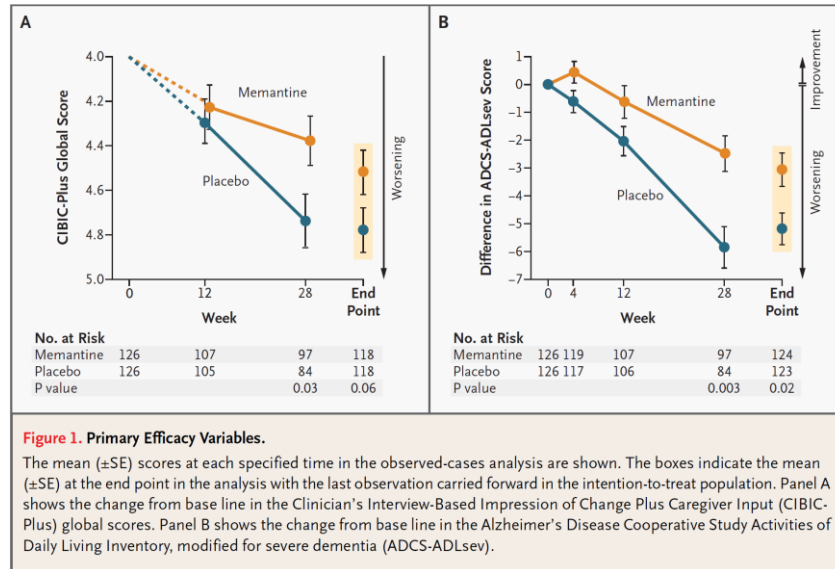 A
4.0
4.2
4.4
4.6
4.8
5.0
CIBIC-Plus Global Score
Memantine
Placebo
Worsening
0
12
28
End
Point
Week
No. at Risk
Memantine 126 107 97 118
Placebo 126 105 84 118
P value 0.03 0.06
B
1
0
−1
−2
−3
−4
−5
−6
−7
Difference in ADCS-ADLsev Score
Memantine
Placebo
Improvement
Worsening
0
4
12
28
End
Point
Week
No. at Risk
Memantine 126 119 107 97 124
Placebo 126 117 106 84 123
P value 0.003 0.02
Figure 1. Primary Efficacy Variables.
The mean (±SE) scores at each specified time in the observed-cases analysis are shown. The boxes indicate the mean
(±SE) at the end point in the analysis with the last observation carried forward in the intention-to-treat population. Panel A
shows the change from base line in the Clinician’s Interview-Based Impression of Change Plus Caregiver Input (CIBIC-
Plus) global scores. Panel B shows the change from base line in the Alzheimer’s Disease Cooperative Study Activities of
Daily Living Inventory, modified for severe dementia (ADCS-ADLsev).